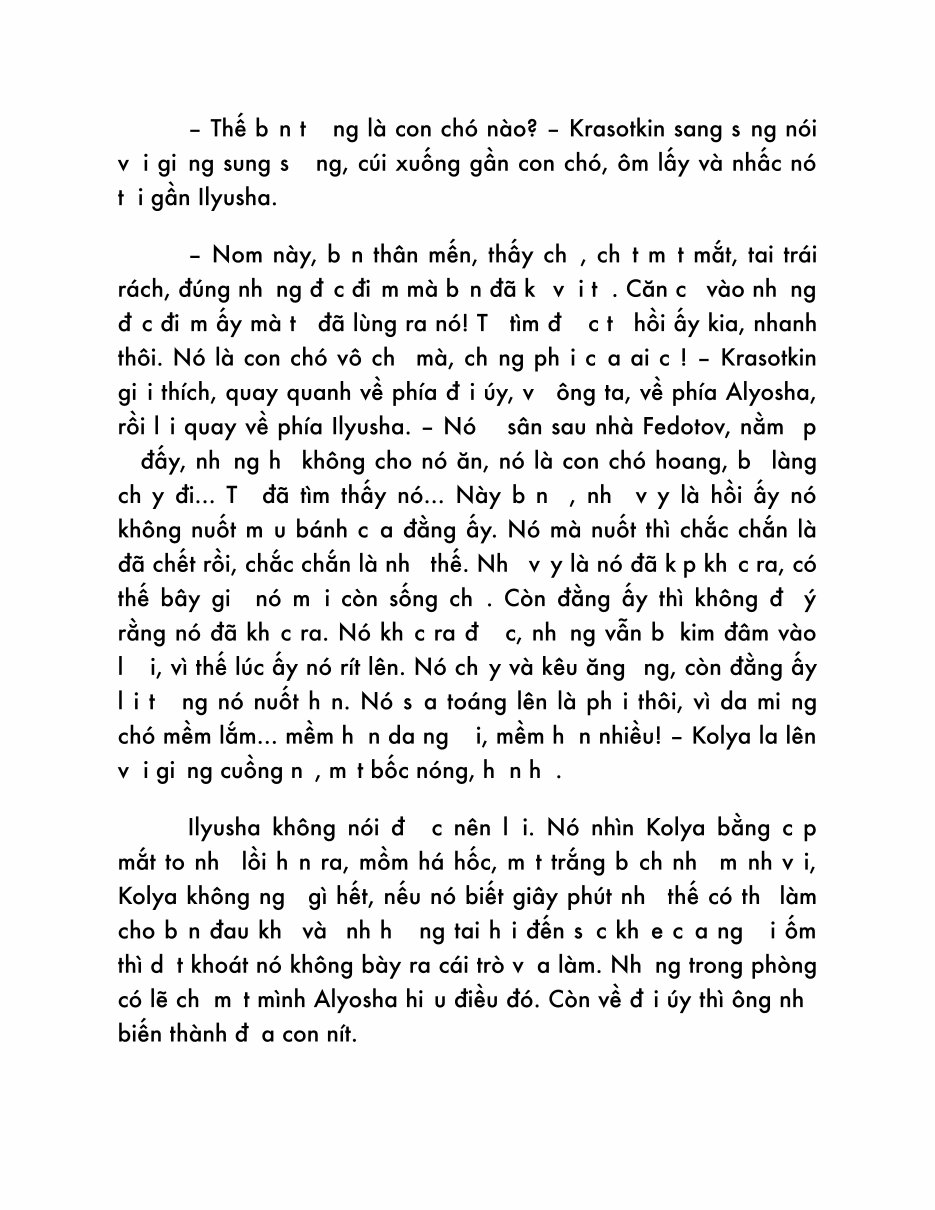 – Thế b n t  ng là con chó nào? – Krasotkin sang s ng nói
v i gi ng sung s  ng, cúi xuống gần con chó, ôm lấy và nhấc nó
t i gần Ilyusha.
– Nom này, b n thân mến, thấy ch , ch t m t mắt, tai trái
rách, đúng nh ng đ c đi m mà b n đã k  v i t . Căn c  vào nh ng
đ c đi m ấy mà t  đã lùng ra nó! T  tìm đ  c t  hồi ấy kia, nhanh
thôi. Nó là con chó vô ch  mà, ch ng ph i c a ai c ! – Krasotkin
gi i thích, quay quanh về phía đ i úy, v  ông ta, về phía Alyosha,
rồi l i quay về phía Ilyusha. – Nó   sân sau nhà Fedotov, nằm  p
  đấy, nh ng h  không cho nó ăn, nó là con chó hoang, b  làng
ch y đi... T  đã tìm thấy nó... Này b n  , nh  v y là hồi ấy nó
không nuốt m u bánh c a đằng ấy. Nó mà nuốt thì chắc chắn là
đã chết rồi, chắc chắn là nh  thế. Nh  v y là nó đã k p kh c ra, có
thế bây gi  nó m i còn sống ch . Còn đằng ấy thì không đ  ý
rằng nó đã kh c ra. Nó kh c ra đ  c, nh ng vẫn b  kim đâm vào
l  i, vì thế lúc ấy nó rít lên. Nó ch y và kêu ăng  ng, còn đằng ấy
l i t  ng nó nuốt h n. Nó s a toáng lên là ph i thôi, vì da mi ng
chó mềm lắm... mềm h n da ng  i, mềm h n nhiều! – Kolya la lên
v i gi ng cuồng n , m t bốc nóng, h n h .
Ilyusha không nói đ  c nên l i. Nó nhìn Kolya bằng c p
mắt to nh  lồi h n ra, mồm há hốc, m t trắng b ch nh  m nh v i,
Kolya không ng  gì hết, nếu nó biết giây phút nh  thế có th  làm
cho b n đau kh  và  nh h  ng tai h i đến s c kh e c a ng  i ốm
thì d t khoát nó không bày ra cái trò v a làm. Nh ng trong phòng
có lẽ ch  m t mình Alyosha hi u điều đó. Còn về đ i úy thì ông nh
biến thành đ a con nít.